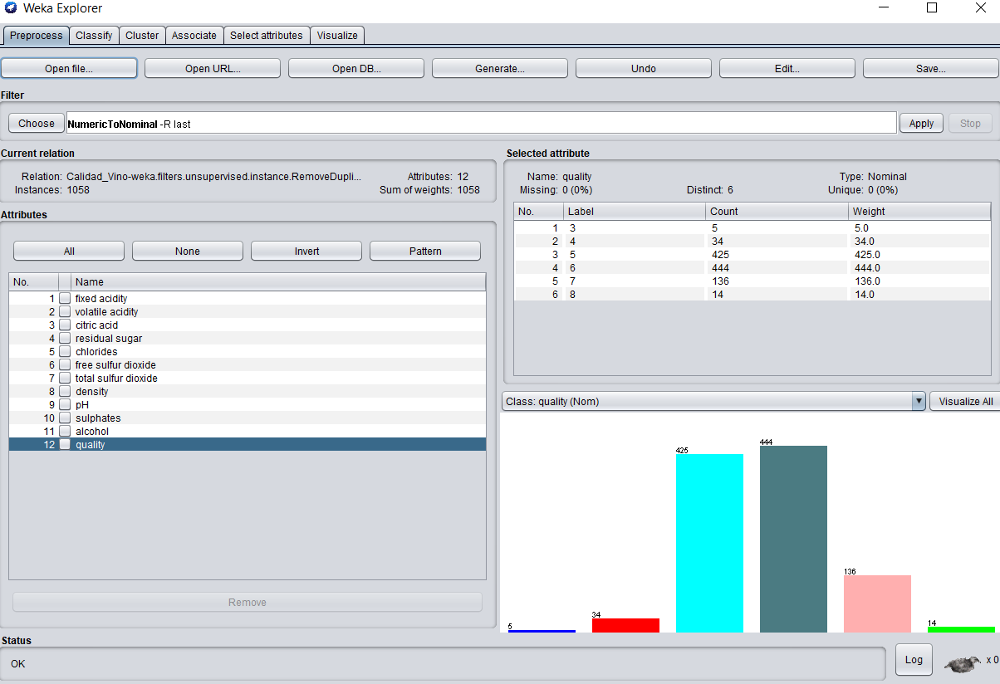 Weka Explorer
Preprocess Classify Cluster Associate Select attributes Visualize
Open file... Open URL... Open DB... Generate... Undo Edit... Save...
Filter
Choose NumericToNominal -R last Apply Stop
Current relation
Relation: Calidad_Vino-weka.filters.unsupervised.instance.RemoveDupli... Attributes: 12
Instances: 1058 Sum of weights: 1058
Attributes
All None Invert Pattern
No. Name
1 fixed acidity
2 volatile acidity
3 citric acid
4 residual sugar
5 chlorides
6 free sulfur dioxide
7 total sulfur dioxide
8 density
9 pH
10 sulphates
11 alcohol
12 quality
Remove
Selected attribute
Name: quality Type: Nominal
Missing: 0 (0%) Distinct: 6 Unique: 0 (0%)
No. Label Count Weight
1 3 5 5.0
2 4 34 34.0
3 5 425 425.0
4 6 444 444.0
5 7 136 136.0
6 8 14 14.0
Class: quality (Nom) Visualize All
5 34 425 444 136 14
Status
OK Log x 0